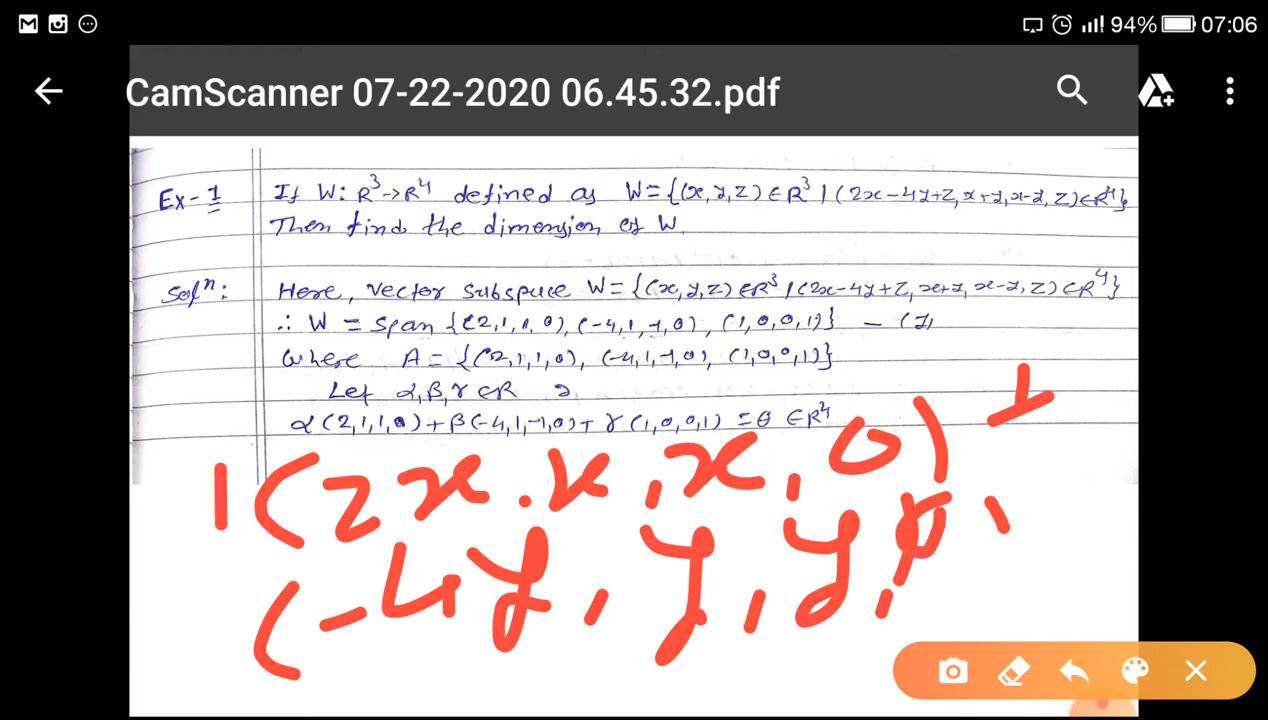 94% 07:06
CamScanner 07-22-2020 06.45.32.pdf
Ex-1 If W: R³→R⁴ defined as W={(x,y,z)∈R³ | (2x-4y+z, x+y, x-y, z)∈R⁴}
Then find the dimension of W.
Solⁿ: Here, vector subspace W={(x,y,z)∈R³ | (2x-4y+z, x+y, x-y, z)∈R⁴}
∴ W = span {(2,1,1,0), (-4,1,-1,0), (1,0,0,1)} — (1)
Where A = {(2,1,1,0), (-4,1,-1,0), (1,0,0,1)}
Let α,β,γ∈R
α(2,1,1,0)+β(-4,1,-1,0)+γ(1,0,0,1) = θ ∈R⁴
(2x, x, x, 0)
(-4y, y, y,